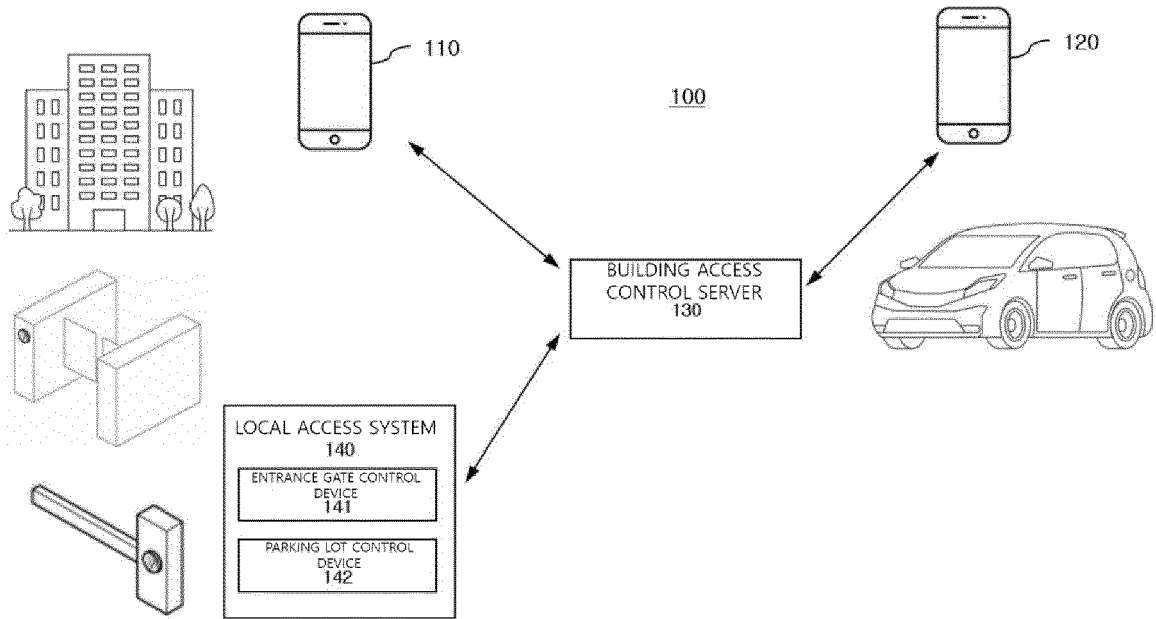 110
120
100
BUILDING ACCESS
CONTROL SERVER
130
LOCAL ACCESS SYSTEM
140
ENTRANCE GATE CONTROL
DEVICE
141
PARKING LOT CONTROL
DEVICE
142